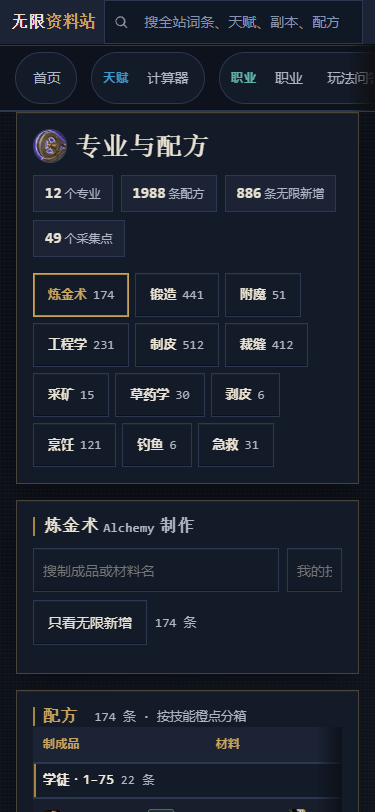 无限资料站 搜全站词条、天赋、副本、配方
首页 天赋 计算器 职业 职业 玩法问
专业与配方
12 个专业 1988 条配方 886 条无限新增
49 个采集点
炼金术 174 锻造 441 附魔 51
工程学 231 制皮 512 裁缝 412
采矿 15 草药学 30 剥皮 6
烹饪 121 钓鱼 6 急救 31
炼金术 Alchemy 制作
搜制成品或材料名 我的
只看无限新增 174 条
配方 174 条 · 按技能橙点分箱
制成品 材料
学徒 · 1–75 22 条